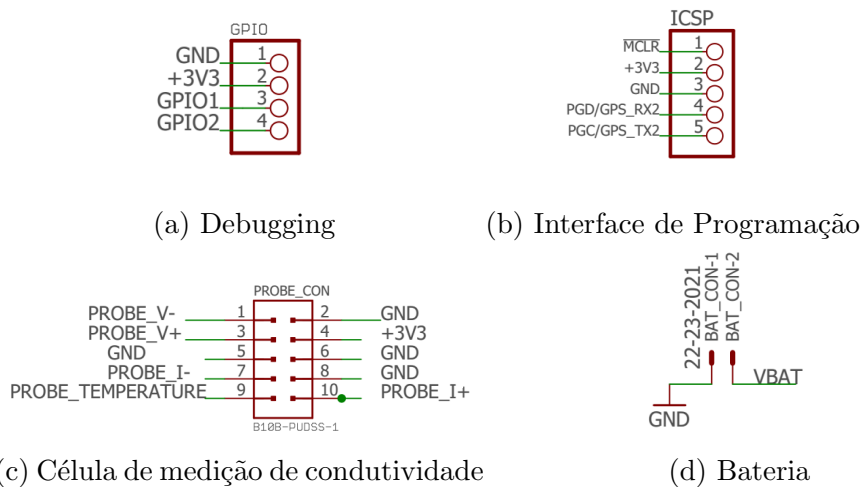 GPIO
GND 1
+3V3 2
GPIO1 3
GPIO2 4
(a) Debugging
ICSP
MCLR 1
+3V3 2
GND 3
PGD/GPS_RX2 4
PGC/GPS_TX2 5
(b) Interface de Programação
PROBE_CON
PROBE_V- 1 2 GND
PROBE_V+ 3 4 +3V3
GND 5 6 GND
PROBE_I- 7 8 GND
PROBE_TEMPERATURE 9 10 PROBE_I+
B10B-PUDSS-1
(c) Célula de medição de condutividade
22-23-2021
BAT_CON-1
BAT_CON-2
VBAT
GND
(d) Bateria